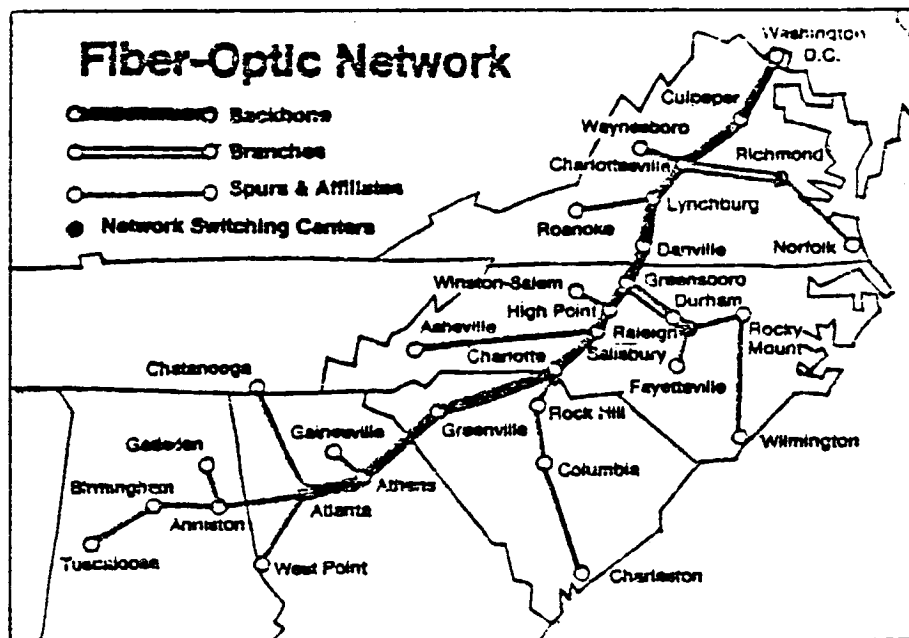 Fiber-Optic Network
Backbone
Branches
Spurs & Affiliates
Network Switching Centers
Washington
D.C.
Culpeper
Waynesboro
Charlottesville
Richmond
Lynchburg
Roanoke
Danville
Norfolk
Winston-Salem
Greensboro
High Point
Durham
Asheville
Raleigh
Rocky
Mount
Charlotte
Salisbury
Chatanooga
Fayettsville
Rock Hill
Gainesville
Greenville
Wilmington
Gadsden
Columbia
Birmingham
Athens
Anniston
Atlanta
Tuscaloosa
West Point
Charleston